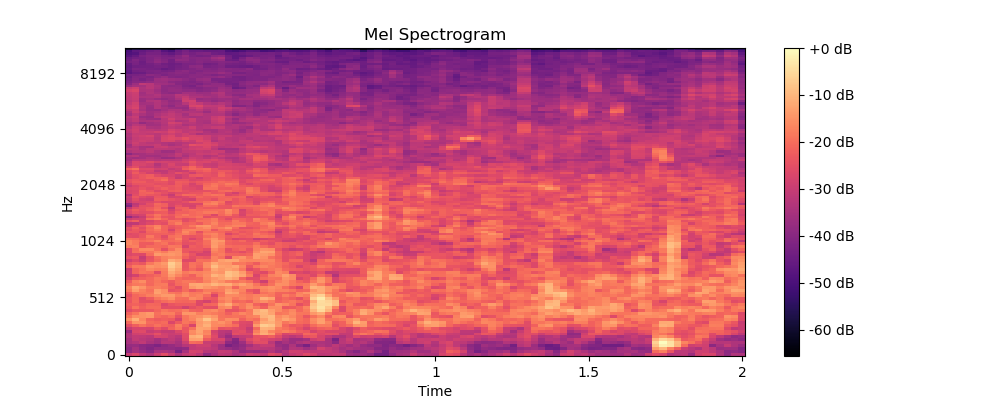 Mel Spectrogram
Hz
8192
4096
2048
1024
512
0
0 0.5 1 1.5 2
Time
+0 dB
-10 dB
-20 dB
-30 dB
-40 dB
-50 dB
-60 dB